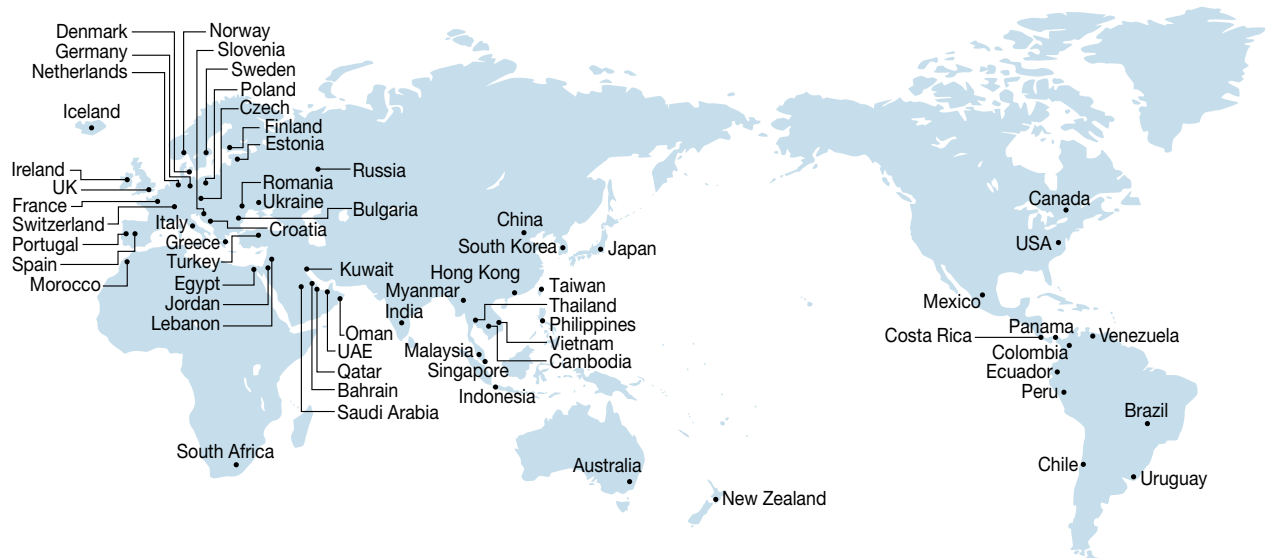 Denmark
Norway
Germany
Slovenia
Netherlands
Sweden
Poland
Czech
Iceland
Finland
Estonia
Ireland
Russia
UK
Romania
France
Ukraine
Switzerland
Italy
Bulgaria
Croatia
Portugal
Greece
Spain
Turkey
Morocco
Egypt
Kuwait
Jordan
Lebanon
Oman
UAE
Qatar
Bahrain
Saudi Arabia
South Africa
China
South Korea
Japan
Hong Kong
Myanmar
India
Taiwan
Thailand
Philippines
Vietnam
Cambodia
Malaysia
Singapore
Indonesia
Australia
New Zealand
Canada
USA
Mexico
Costa Rica
Panama
Venezuela
Colombia
Ecuador
Peru
Brazil
Chile
Uruguay